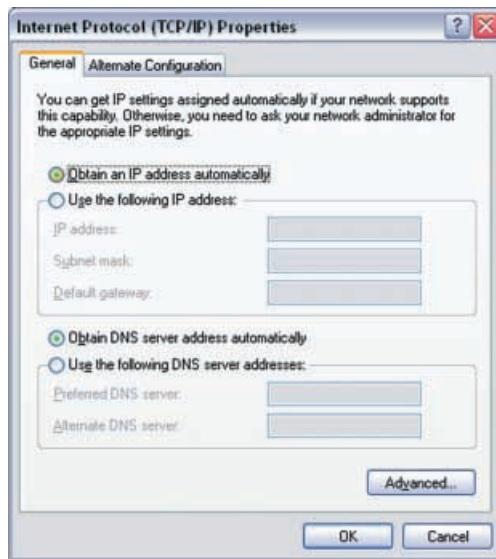 Internet Protocol (TCP/IP) Properties
General
Alternate Configuration
You can get IP settings assigned automatically if your network supports
this capability. Otherwise, you need to ask your network administrator for
the appropriate IP settings.
Obtain an IP address automatically
Use the following IP address:
IP address:
Subnet mask:
Default gateway:
Obtain DNS server address automatically
Use the following DNS server addresses:
Preferred DNS server:
Alternate DNS server:
Advanced...
OK
Cancel